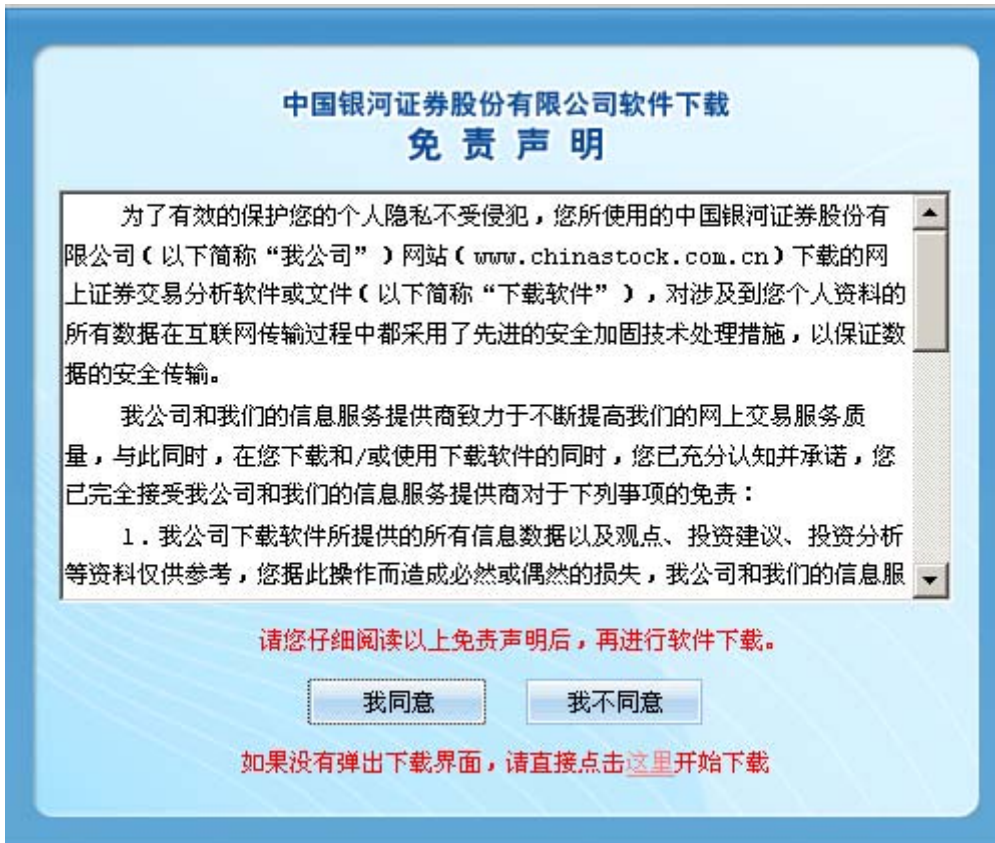 中国银河证券股份有限公司软件下载
免责声明
为了有效的保护您的个人隐私不受侵犯，您所使用的中国银河证券股份有
限公司（以下简称“我公司”）网站（www.chinastock.com.cn）下载的网
上证券交易分析软件或文件（以下简称“下载软件”），对涉及到您个人资料的
所有数据在互联网传输过程中都采用了先进的安全加固技术处理措施，以保证数
据的安全传输。
我公司和我们的信息服务提供商致力于不断提高我们的网上交易服务质
量，与此同时，在您下载和/或使用下载软件的同时，您已充分认知并承诺，您
已完全接受我公司和我们的信息服务提供商对于下列事项的免责：
1．我公司下载软件所提供的所有信息数据以及观点、投资建议、投资分析
等资料仅供参考，您据此操作而造成必然或偶然的损失，我公司和我们的信息服
请您仔细阅读以上免责声明后，再进行软件下载。
我同意 我不同意
如果没有弹出下载界面，请直接点击这里开始下载